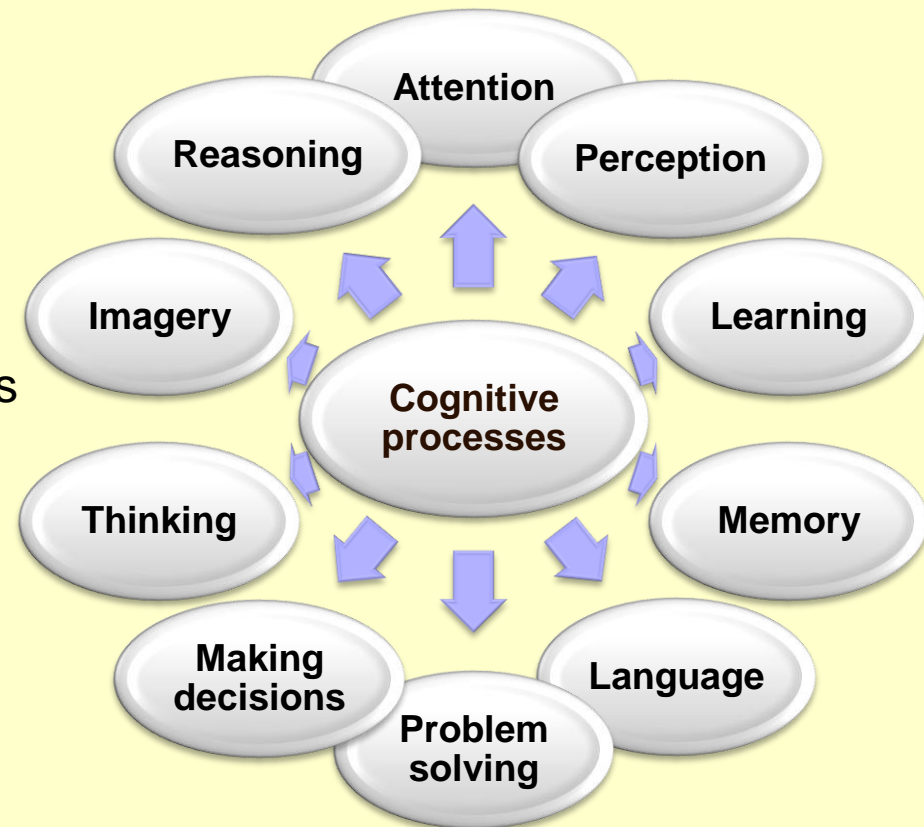 Attention
Reasoning
Perception
Imagery
Learning
s
Cognitive
processes
Thinking
Memory
Making
decisions
Language
Problem
solving